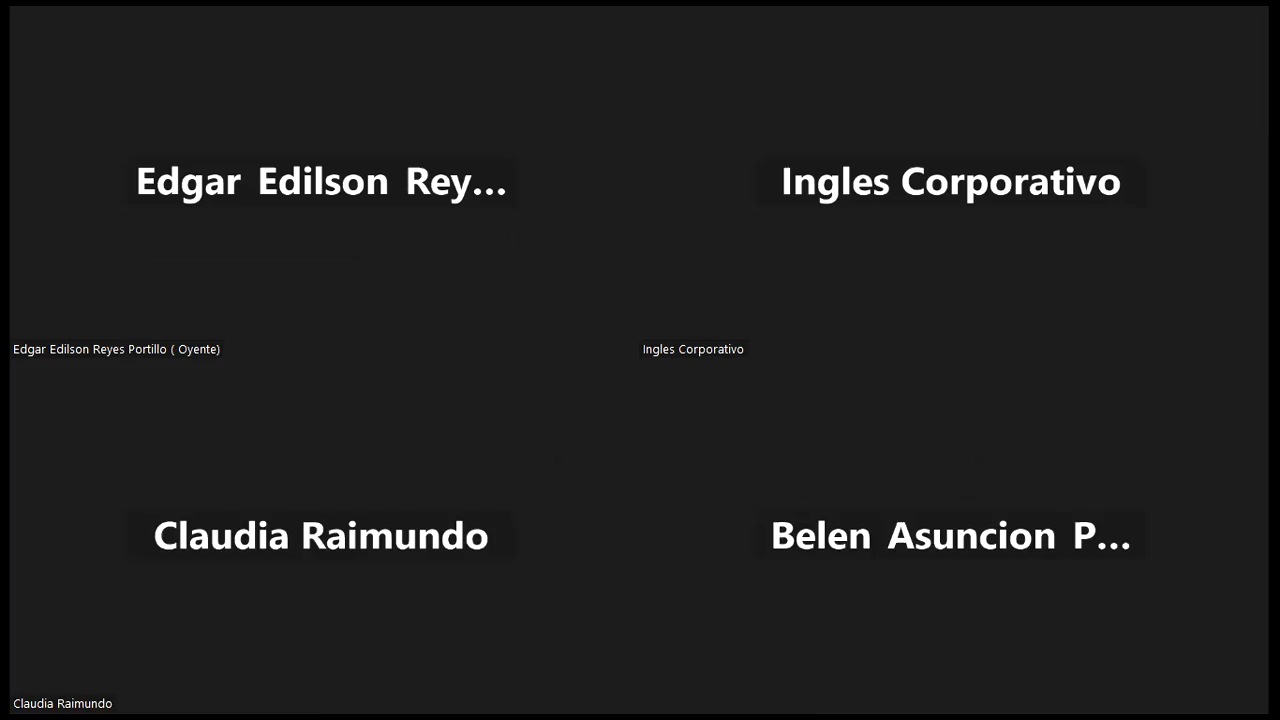 Edgar Edilson Rey...
Ingles Corporativo
Edgar Edilson Reyes Portillo ( Oyente)
Ingles Corporativo
Claudia Raimundo
Belen Asuncion P...
Claudia Raimundo